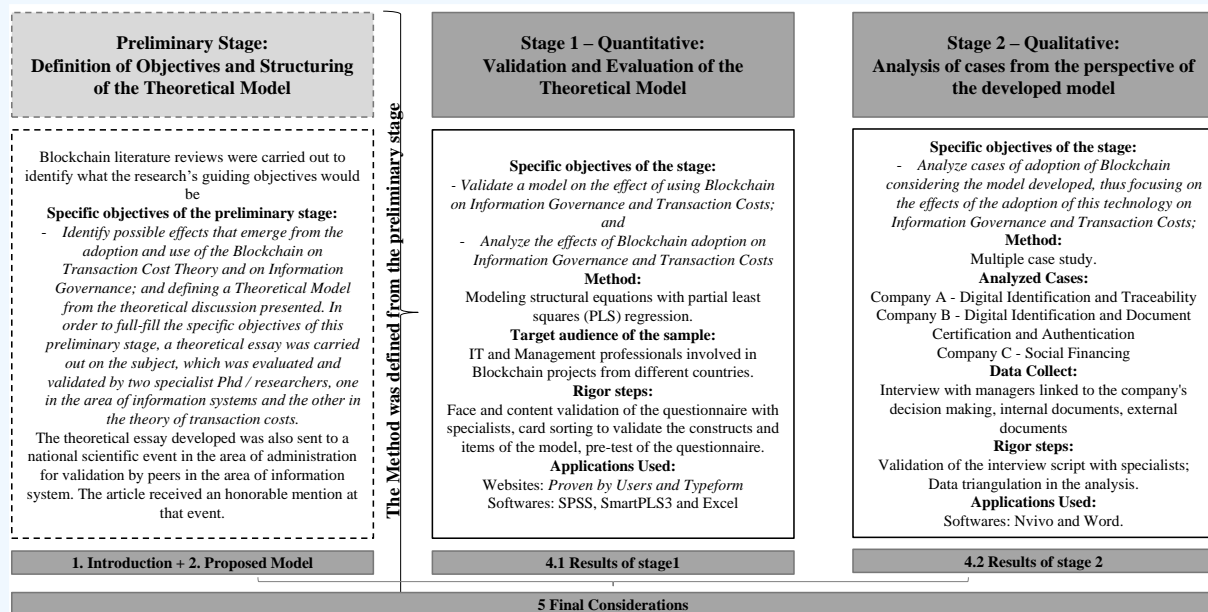 Preliminary Stage:
Definition of Objectives and Structuring
of the Theoretical Model
Blockchain literature reviews were carried out to
identify what the research's guiding objectives would
be
Specific objectives of the preliminary stage:
- Identify possible effects that emerge from the
adoption and use of the Blockchain on
Transaction Cost Theory and on Information
Governance; and defining a Theoretical Model
from the theoretical discussion presented. In
order to full-fill the specific objectives of this
preliminary stage, a theoretical essay was carried
out on the subject, which was evaluated and
validated by two specialist Phd / researchers, one
in the area of information systems and the other in
the theory of transaction costs.
The theoretical essay developed was also sent to a
national scientific event in the area of administration
for validation by peers in the area of information
system. The article received an honorable mention at
that event.
1. Introduction + 2. Proposed Model
The Method was defined from the preliminary stage
Stage 1 – Quantitative:
Validation and Evaluation of the
Theoretical Model
Specific objectives of the stage:
- Validate a model on the effect of using Blockchain
on Information Governance and Transaction Costs;
and
- Analyze the effects of Blockchain adoption on
Information Governance and Transaction Costs
Method:
Modeling structural equations with partial least
squares (PLS) regression.
Target audience of the sample:
IT and Management professionals involved in
Blockchain projects from different countries.
Rigor steps:
Face and content validation of the questionnaire with
specialists, card sorting to validate the constructs and
items of the model, pre-test of the questionnaire.
Applications Used:
Websites: Proven by Users and Typeform
Softwares: SPSS, SmartPLS3 and Excel
4.1 Results of stage1
Stage 2 – Qualitative:
Analysis of cases from the perspective of
the developed model
Specific objectives of the stage:
- Analyze cases of adoption of Blockchain
considering the model developed, thus focusing on
the effects of the adoption of this technology on
Information Governance and Transaction Costs;
Method:
Multiple case study.
Analyzed Cases:
Company A - Digital Identification and Traceability
Company B - Digital Identification and Document
Certification and Authentication
Company C - Social Financing
Data Collect:
Interview with managers linked to the company's
decision making, internal documents, external
documents
Rigor steps:
Validation of the interview script with specialists;
Data triangulation in the analysis.
Applications Used:
Softwares: Nvivo and Word.
4.2 Results of stage 2
5 Final Considerations